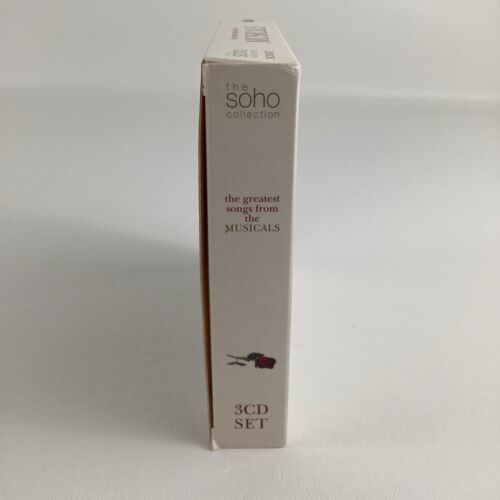 the
soho
collection
the greatest
songs from
the
MUSICALS
3CD
SET